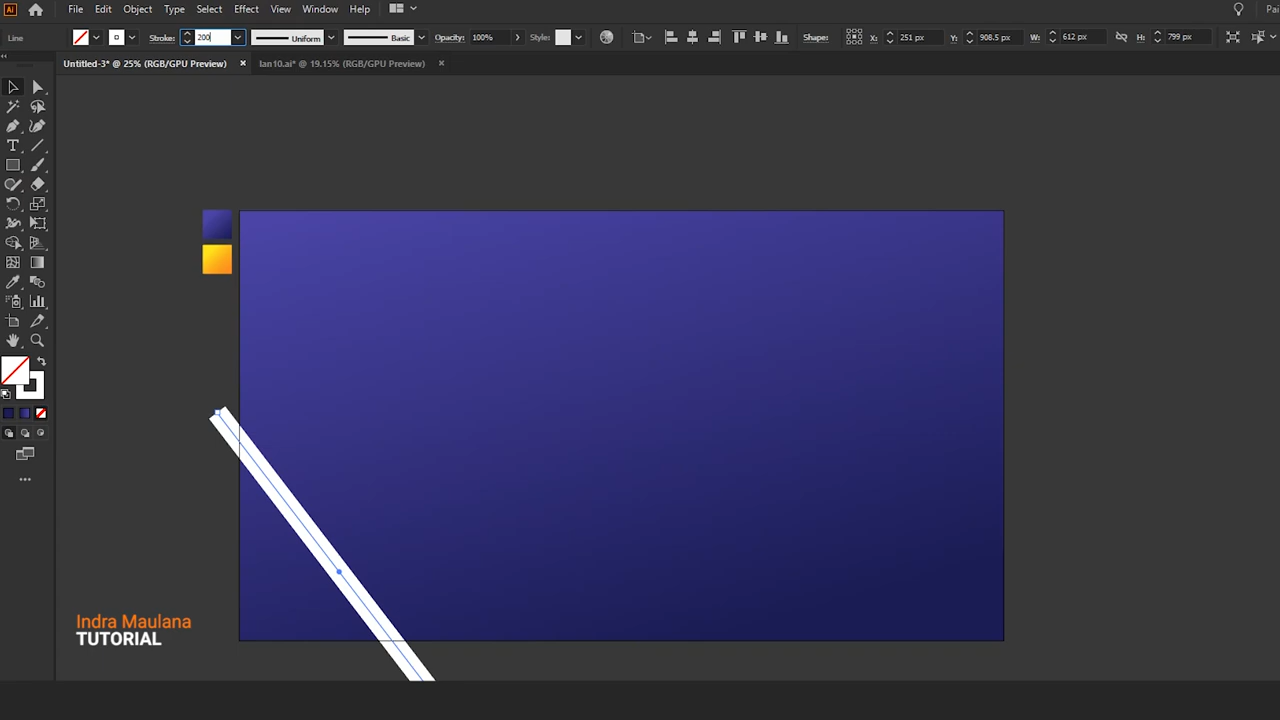 Ai File Edit Object Type Select Effect View Window Help
Line Stroke: 200 Uniform Basic Opacity: 100% Style: Shape: X: 251 px Y: 908.5 px W: 612 px H: 799 px
Untitled-3* @ 25% (RGB/GPU Preview) × lan10.ai* @ 19.15% (RGB/GPU Preview) ×
Indra Maulana
TUTORIAL